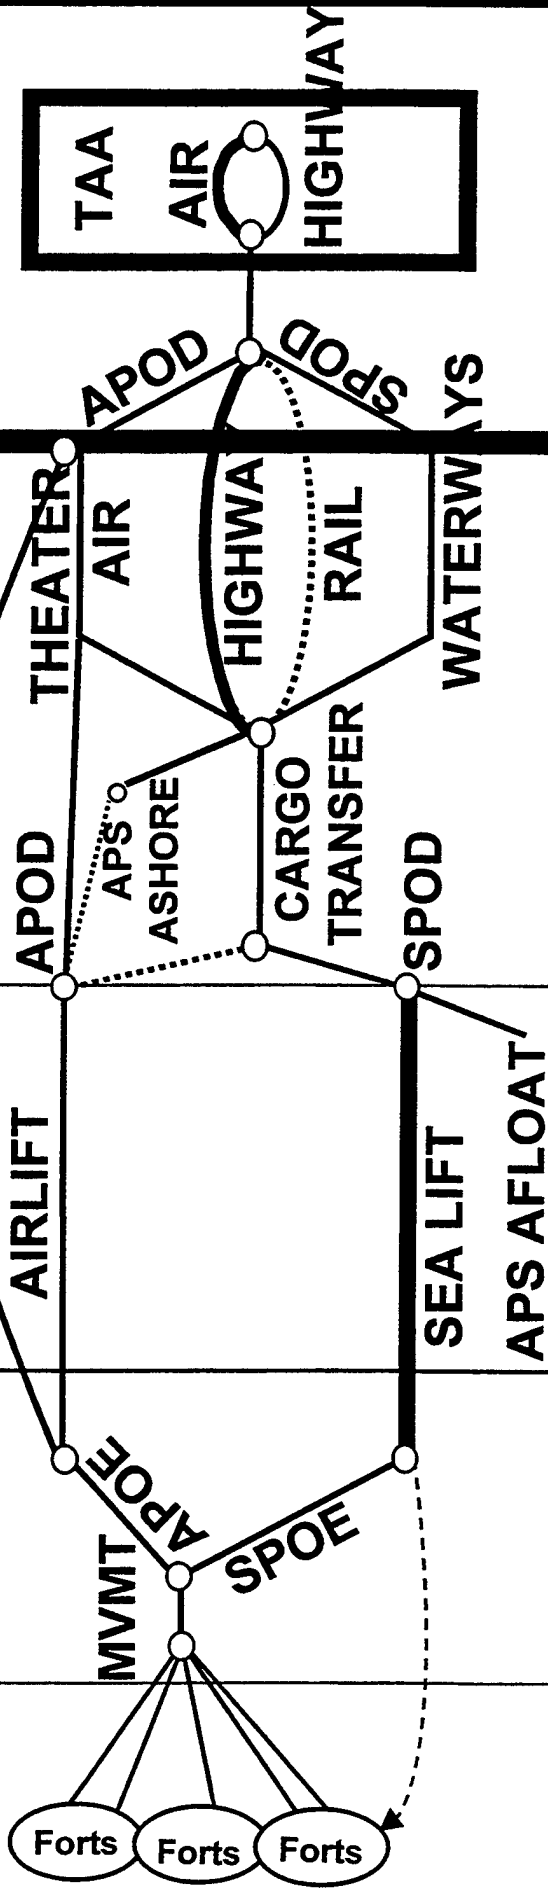 TAA
AIR
HIGHWAY
APOD
SPOD
THEATER
AIR
HIGHWA
RAIL
WATERWAYS
APOD
APS
ASHORE
CARGO
TRANSFER
SPOD
AIRLIFT
SEA LIFT
APS AFLOAT
MVMT
APOE
SPOE
Forts
Forts
Forts